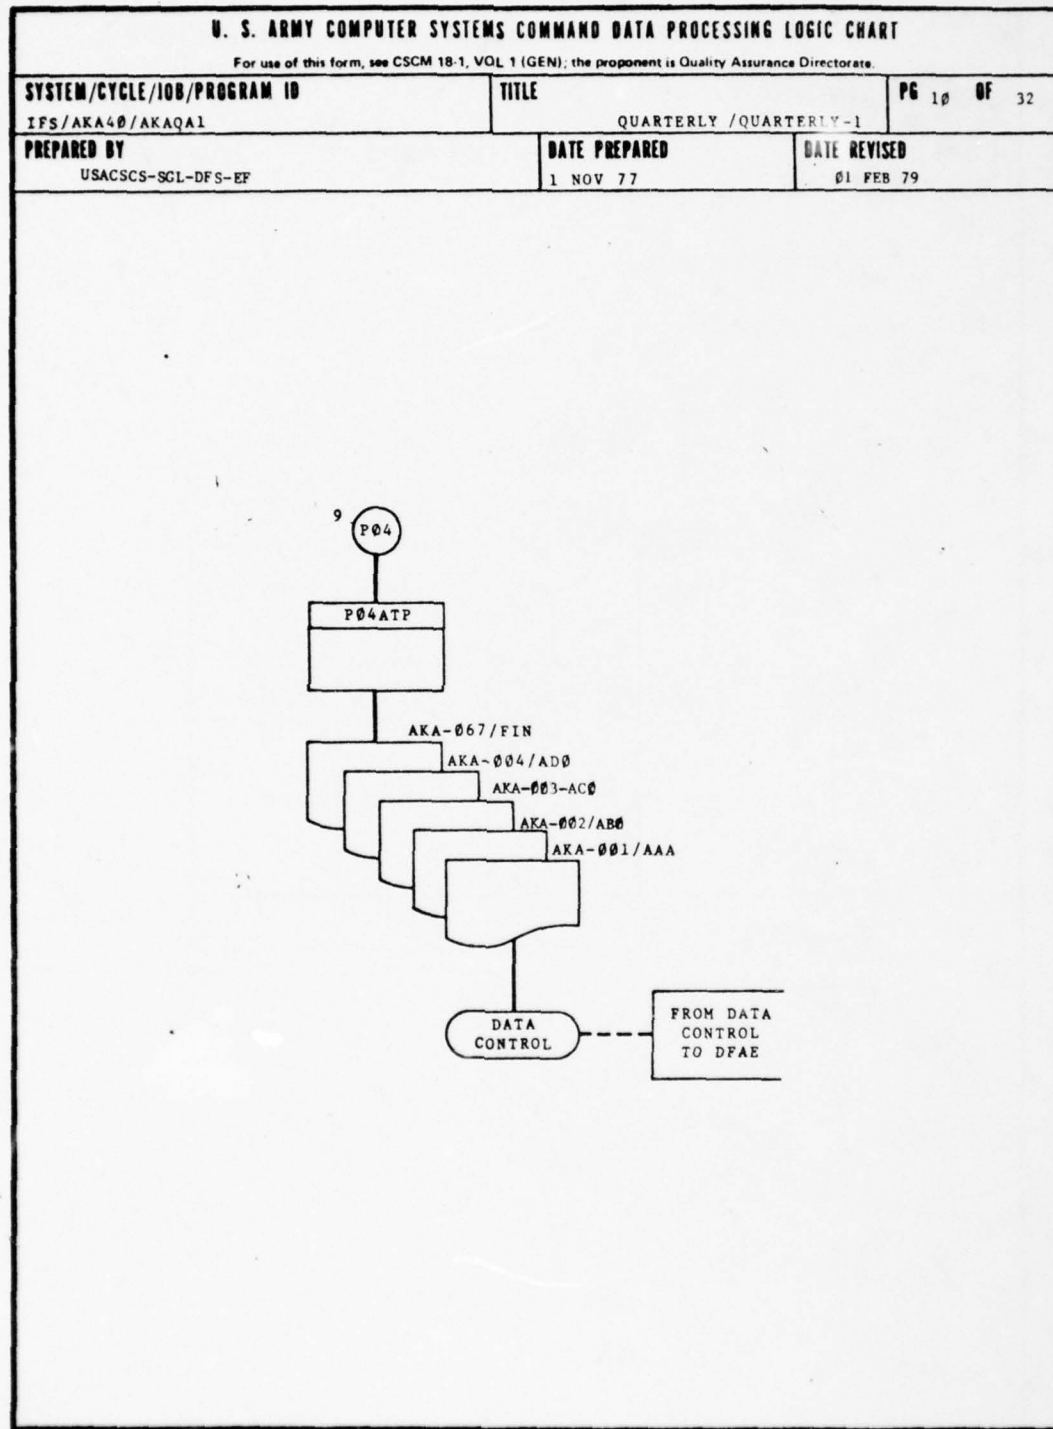 U. S. ARMY COMPUTER SYSTEMS COMMAND DATA PROCESSING LOGIC CHART
For use of this form, see CSCM 18-1, VOL 1 (GEN); the proponent is Quality Assurance Directorate.
SYSTEM/CYCLE/JOB/PROGRAM ID
IFS/AKA4Ø/AKAQA1
TITLE
QUARTERLY /QUARTERLY-1
PG 1Ø OF 32
PREPARED BY
USACSCS-SGL-DFS-EF
DATE PREPARED
1 NOV 77
DATE REVISED
Ø1 FEB 79
9
PØ4
PØ4ATP
AKA-Ø67/FIN
AKA-ØØ4/ADØ
AKA-ØØ3-ACØ
AKA-ØØ2/ABØ
AKA-ØØ1/AAA
DATA
CONTROL
FROM DATA
CONTROL
TO DFAE